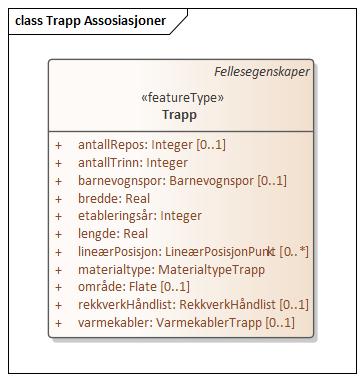 class Trapp Assosiasjoner
Fellesegenskaper
«featureType»
Trapp
+ antallRepos: Integer [0..1]
+ antallTrinn: Integer
+ barnevognspor: Barnevognspor [0..1]
+ bredde: Real
+ etableringsår: Integer
+ lengde: Real
+ lineærPosisjon: LineærPosisjonPunkt [0..*]
+ materialtype: MaterialtypeTrapp
+ område: Flate [0..1]
+ rekkverkHåndlist: RekkverkHåndlist [0..1]
+ varmekabler: VarmekablerTrapp [0..1]